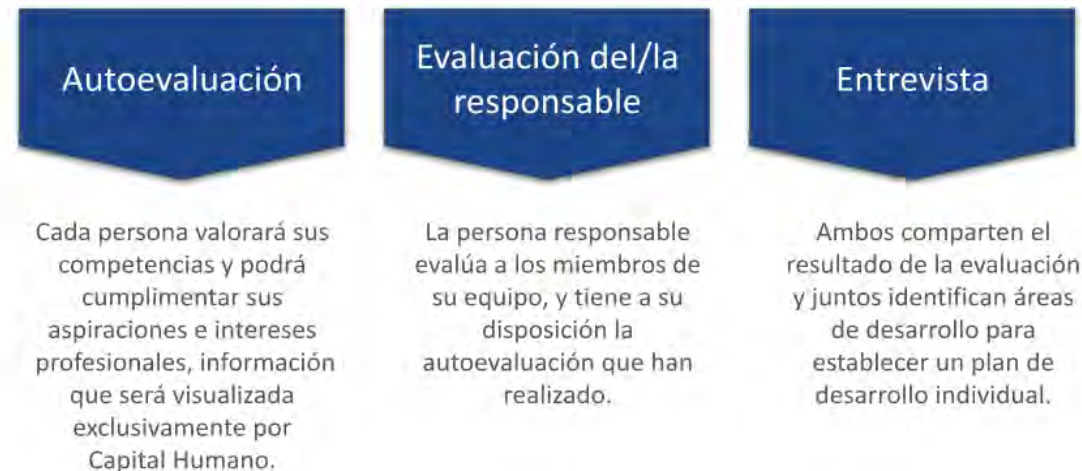 Autoevaluación
Cada persona valorará sus
competencias y podrá
cumplimentar sus
aspiraciones e intereses
profesionales, información
que será visualizada
exclusivamente por
Capital Humano.
Evaluación del/la
responsable
La persona responsable
evalúa a los miembros de
su equipo, y tiene a su
disposición la
autoevaluación que han
realizado.
Entrevista
Ambos comparten el
resultado de la evaluación
y juntos identifican áreas
de desarrollo para
establecer un plan de
desarrollo individual.